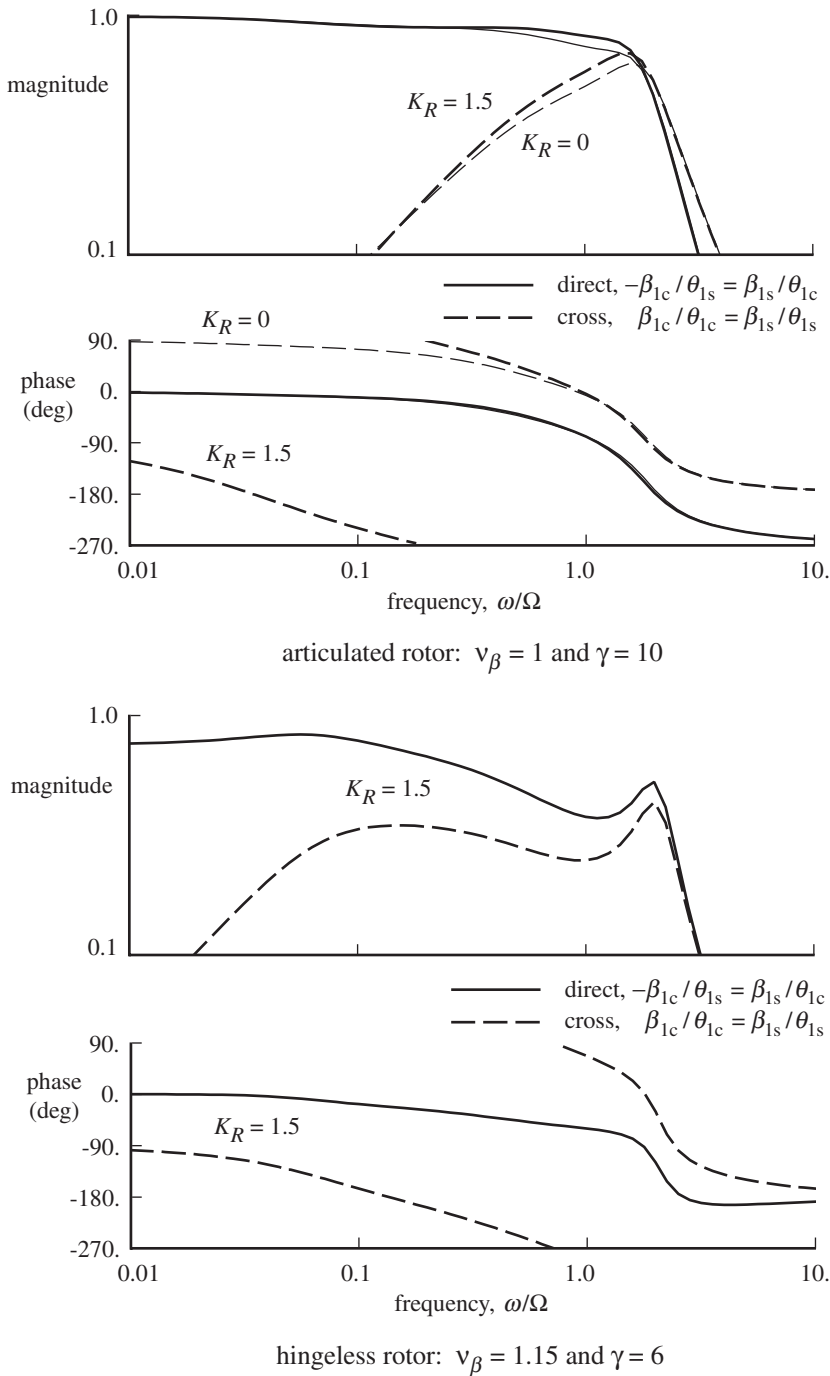 1.0
magnitude
K_R = 1.5
K_R = 0
0.1
direct, -β_1c / θ_1s = β_1s / θ_1c
cross, β_1c / θ_1c = β_1s / θ_1s
K_R = 0
90.
phase
(deg)
0.
-90.
K_R = 1.5
-180.
-270.
0.01 0.1 1.0 10.
frequency, ω/Ω
articulated rotor: ν_β = 1 and γ = 10
1.0
magnitude
K_R = 1.5
0.1
direct, -β_1c / θ_1s = β_1s / θ_1c
cross, β_1c / θ_1c = β_1s / θ_1s
90.
phase
(deg)
0.
-90.
K_R = 1.5
-180.
-270.
0.01 0.1 1.0 10.
frequency, ω/Ω
hingeless rotor: ν_β = 1.15 and γ = 6